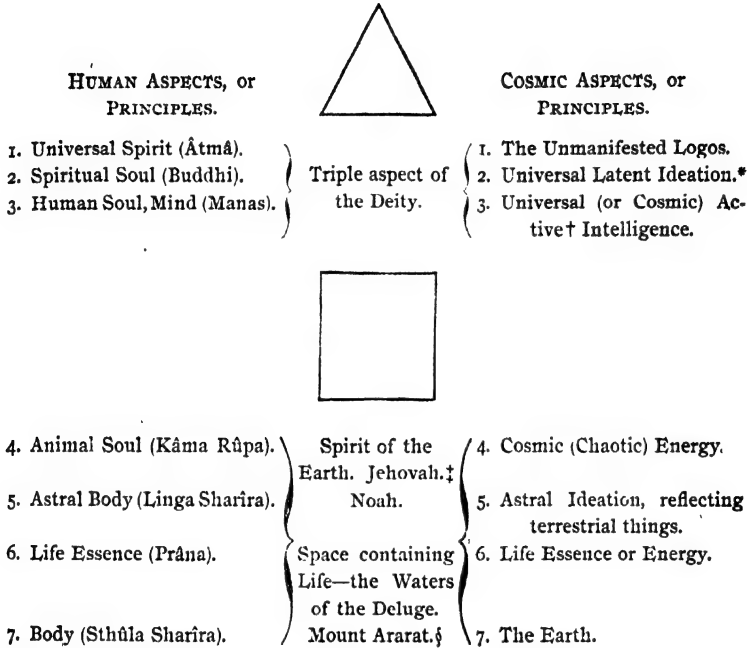 HUMAN ASPECTS, OR
PRINCIPLES.
COSMIC ASPECTS, OR
PRINCIPLES.
1. Universal Spirit (Âtmâ).
2. Spiritual Soul (Buddhi).
3. Human Soul, Mind (Manas).
Triple aspect of
the Deity.
1. The Unmanifested Logos.
2. Universal Latent Ideation.*
3. Universal (or Cosmic) Ac-
tive† Intelligence.
4. Animal Soul (Kâma Rûpa).
5. Astral Body (Linga Sharîra).
6. Life Essence (Prâna).
7. Body (Sthûla Sharîra).
Spirit of the
Earth. Jehovah.‡
Noah.
Space containing
Life—the Waters
of the Deluge.
Mount Ararat.§
4. Cosmic (Chaotic) Energy.
5. Astral Ideation, reflecting
terrestrial things.
6. Life Essence or Energy.
7. The Earth.